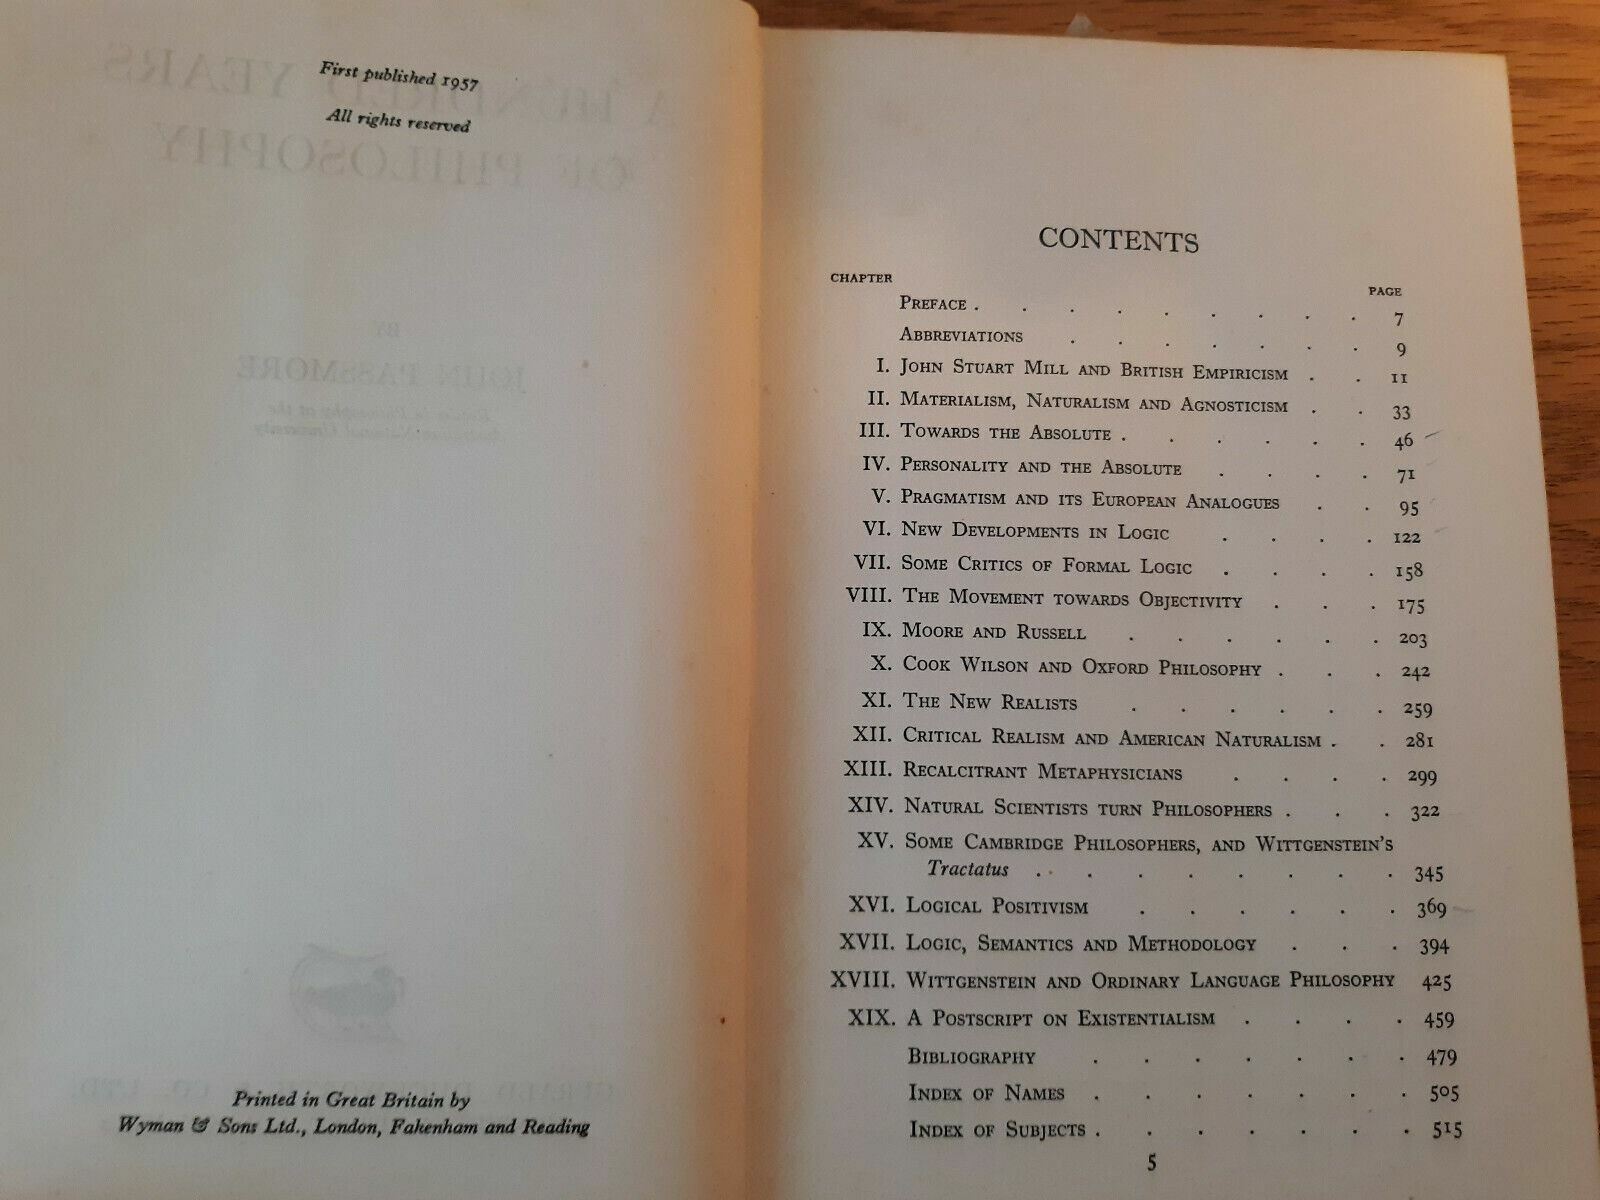 First published 1957
All rights reserved
A HUNDRED YEARS
OF PHILOSOPHY
BY
JOHN PASSMORE
Printed in Great Britain by
Wyman & Sons Ltd., London, Fakenham and Reading
CONTENTS
CHAPTER
PAGE
PREFACE . . . . . . . . . 7
ABBREVIATIONS . . . . . . . 9
I. JOHN STUART MILL AND BRITISH EMPIRICISM . . 11
II. MATERIALISM, NATURALISM AND AGNOSTICISM . . 33
III. TOWARDS THE ABSOLUTE . . . . . . 46
IV. PERSONALITY AND THE ABSOLUTE . . . . 71
V. PRAGMATISM AND ITS EUROPEAN ANALOGUES . . 95
VI. NEW DEVELOPMENTS IN LOGIC . . . . 122
VII. SOME CRITICS OF FORMAL LOGIC . . . . 158
VIII. THE MOVEMENT TOWARDS OBJECTIVITY . . . 175
IX. MOORE AND RUSSELL . . . . . . 203
X. COOK WILSON AND OXFORD PHILOSOPHY . . . 242
XI. THE NEW REALISTS . . . . . . 259
XII. CRITICAL REALISM AND AMERICAN NATURALISM . . 281
XIII. RECALCITRANT METAPHYSICIANS . . . . 299
XIV. NATURAL SCIENTISTS TURN PHILOSOPHERS . . . 322
XV. SOME CAMBRIDGE PHILOSOPHERS, AND WITTGENSTEIN'S
Tractatus . . . . . . . . 345
XVI. LOGICAL POSITIVISM . . . . . . 369
XVII. LOGIC, SEMANTICS AND METHODOLOGY . . . 394
XVIII. WITTGENSTEIN AND ORDINARY LANGUAGE PHILOSOPHY 425
XIX. A POSTSCRIPT ON EXISTENTIALISM . . . . 459
BIBLIOGRAPHY . . . . . . . 479
INDEX OF NAMES . . . . . . . 505
INDEX OF SUBJECTS . . . . . . . 515
5